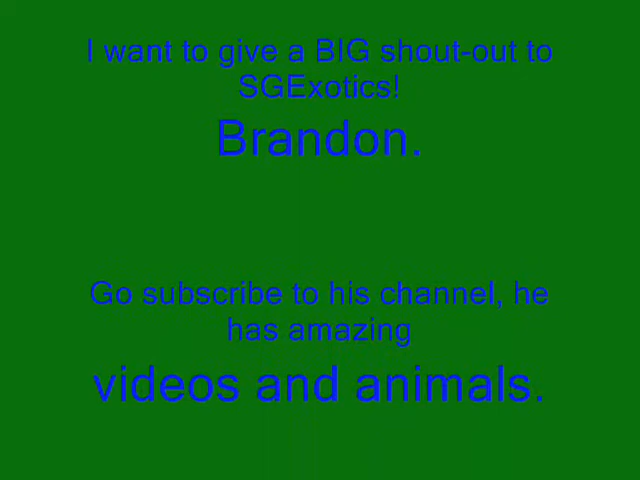 I want to give a BIG shout-out to
SGExotics!
Brandon.
Go subscribe to his channel, he
has amazing
videos and animals.